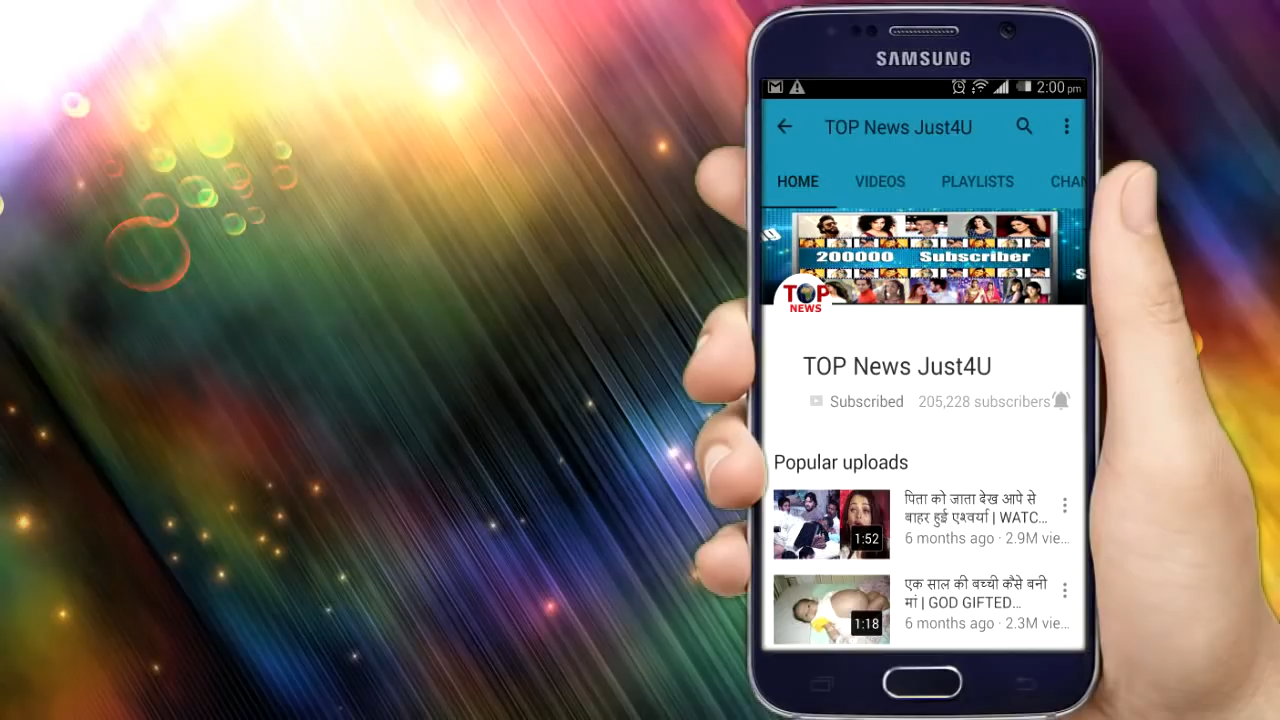 SAMSUNG
2:00 pm
TOP News Just4U
HOME VIDEOS PLAYLISTS CHAN
200000 Subscriber
TOP
NEWS
TOP News Just4U
Subscribed 205,228 subscribers
Popular uploads
पिता को जाता देख आपे से
बाहर हुई एश्वर्या | WATC...
1:52
6 months ago · 2.9M vie...
एक साल की बच्ची कैसे बनी
मां | GOD GIFTED...
1:18
6 months ago · 2.3M vie...